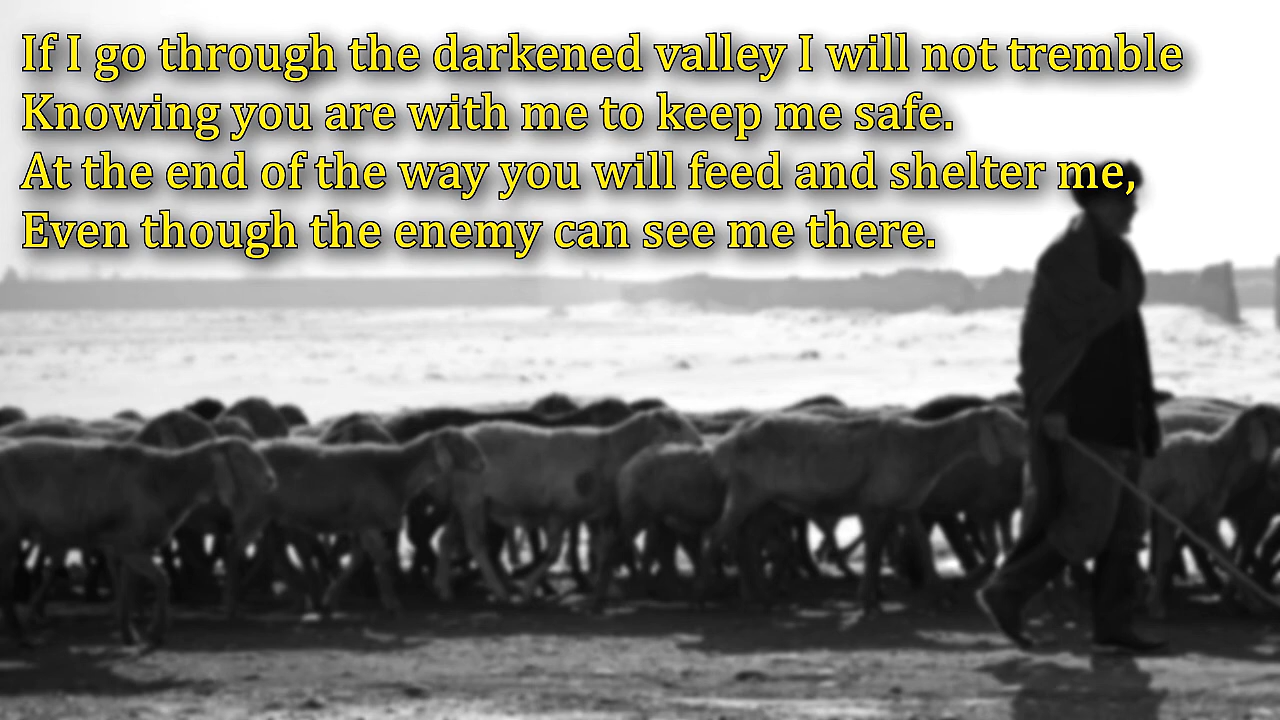 If I go through the darkened valley I will not tremble
Knowing you are with me to keep me safe.
At the end of the way you will feed and shelter me,
Even though the enemy can see me there.